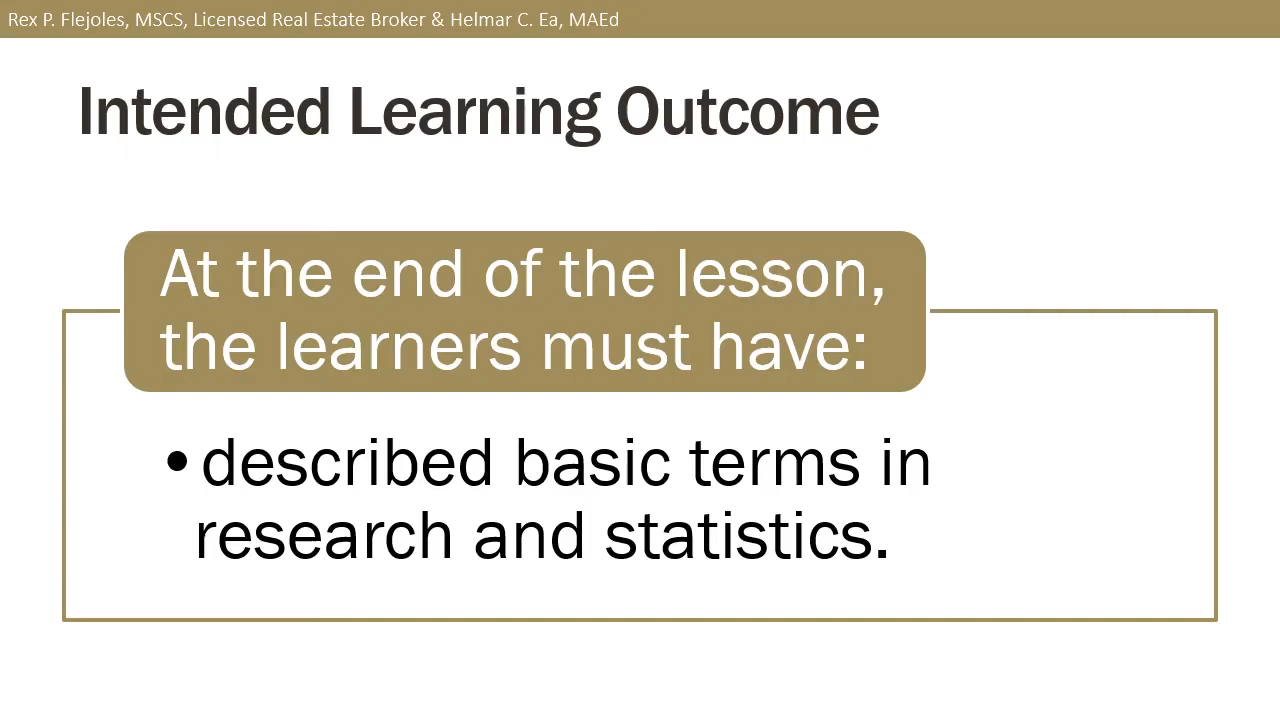 Rex P. Flejoles, MSCS, Licensed Real Estate Broker & Helmar C. Ea, MAEd
Intended Learning Outcome
At the end of the lesson,
the learners must have:
•described basic terms in
research and statistics.